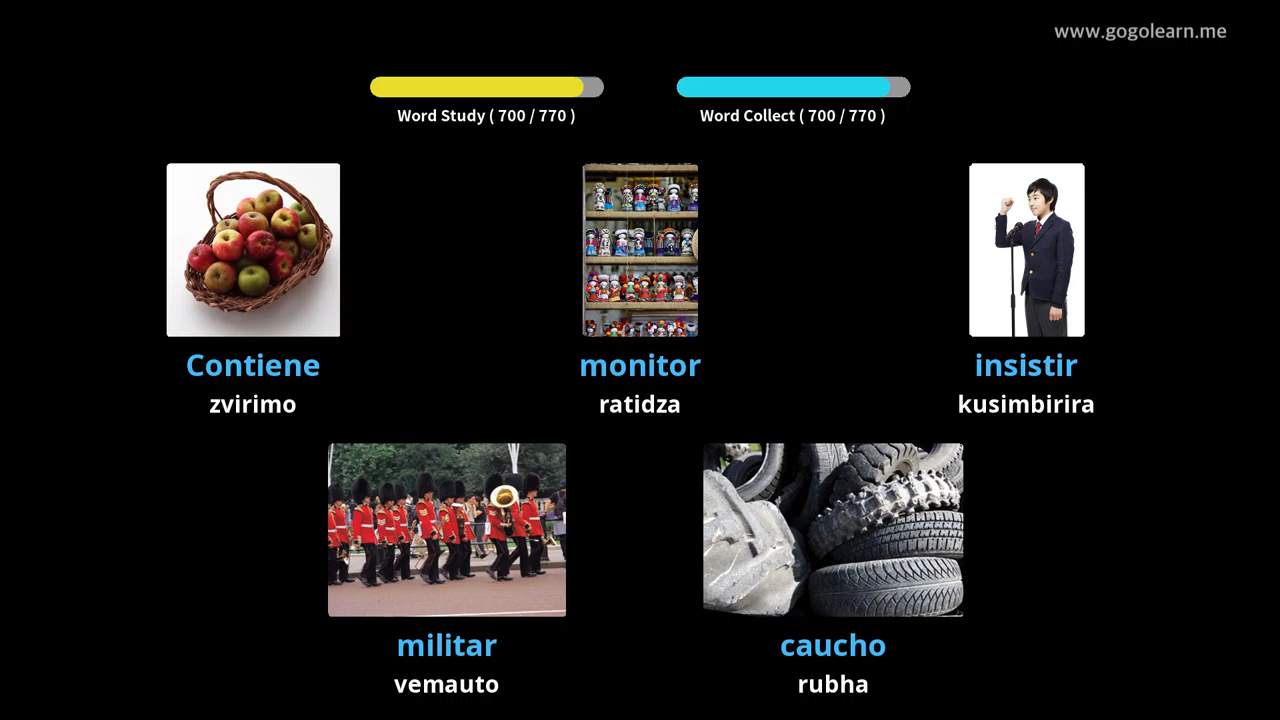 www.gogolearn.me
Word Study ( 700 / 770 )
Word Collect ( 700 / 770 )
Contiene
zvirimo
monitor
ratidza
insistir
kusimbirira
militar
vemauto
caucho
rubha